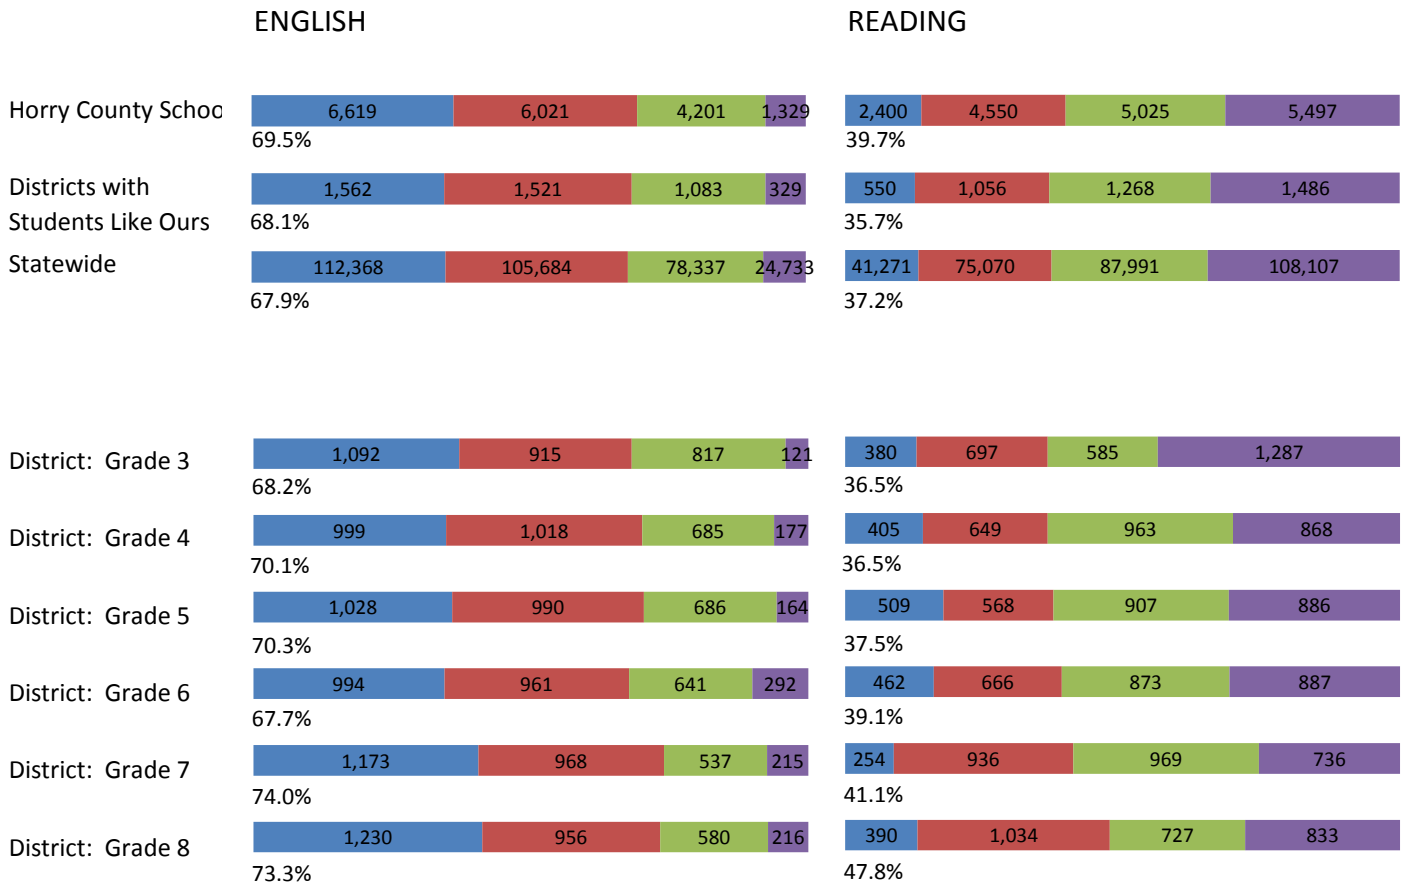 ENGLISH READING
Horry County Schoo 6,619 6,021 4,201 1,329 2,400 4,550 5,025 5,497
69.5% 39.7%
Districts with 1,562 1,521 1,083 329 550 1,056 1,268 1,486
Students Like Ours 68.1% 35.7%
Statewide 112,368 105,684 78,337 24,733 41,271 75,070 87,991 108,107
67.9% 37.2%
District: Grade 3 1,092 915 817 121 380 697 585 1,287
68.2% 36.5%
District: Grade 4 999 1,018 685 177 405 649 963 868
70.1% 36.5%
District: Grade 5 1,028 990 686 164 509 568 907 886
70.3% 37.5%
District: Grade 6 994 961 641 292 462 666 873 887
67.7% 39.1%
District: Grade 7 1,173 968 537 215 254 936 969 736
74.0% 41.1%
District: Grade 8 1,230 956 580 216 390 1,034 727 833
73.3% 47.8%